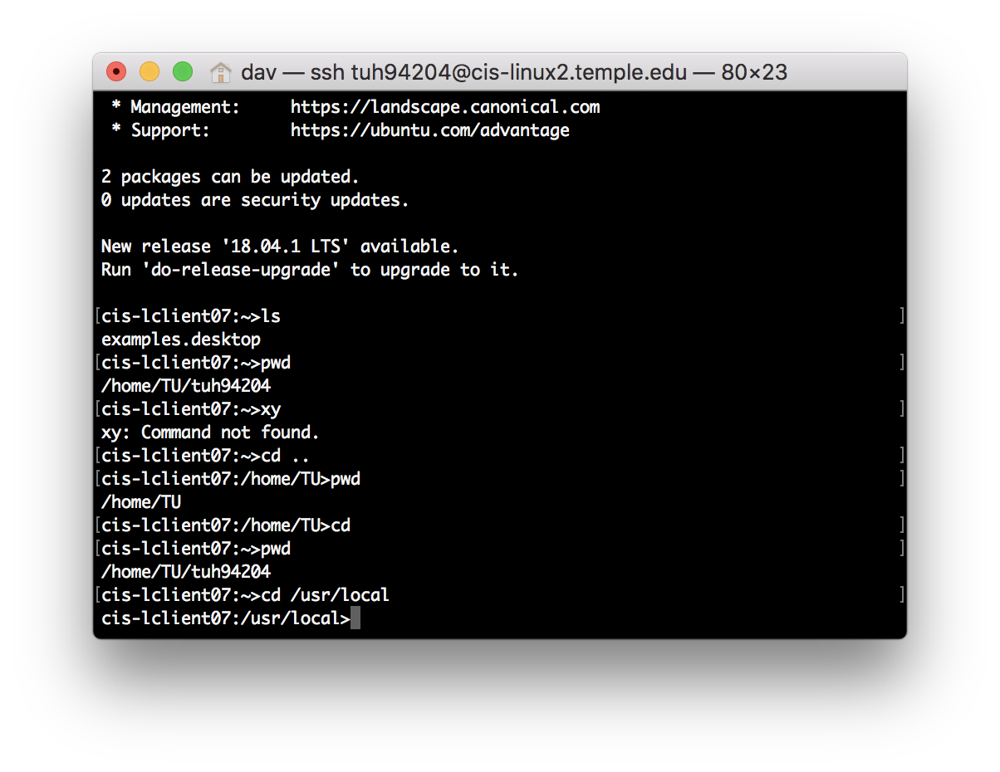 dav — ssh tuh94204@cis-linux2.temple.edu — 80×23
* Management:     https://landscape.canonical.com
* Support:        https://ubuntu.com/advantage
2 packages can be updated.
0 updates are security updates.
New release '18.04.1 LTS' available.
Run 'do-release-upgrade' to upgrade to it.
[cis-lclient07:~>ls ]
examples.desktop
[cis-lclient07:~>pwd ]
/home/TU/tuh94204
[cis-lclient07:~>xy ]
xy: Command not found.
[cis-lclient07:~>cd .. ]
[cis-lclient07:/home/TU>pwd ]
/home/TU
[cis-lclient07:/home/TU>cd ]
[cis-lclient07:~>pwd ]
/home/TU/tuh94204
[cis-lclient07:~>cd /usr/local ]
cis-lclient07:/usr/local>